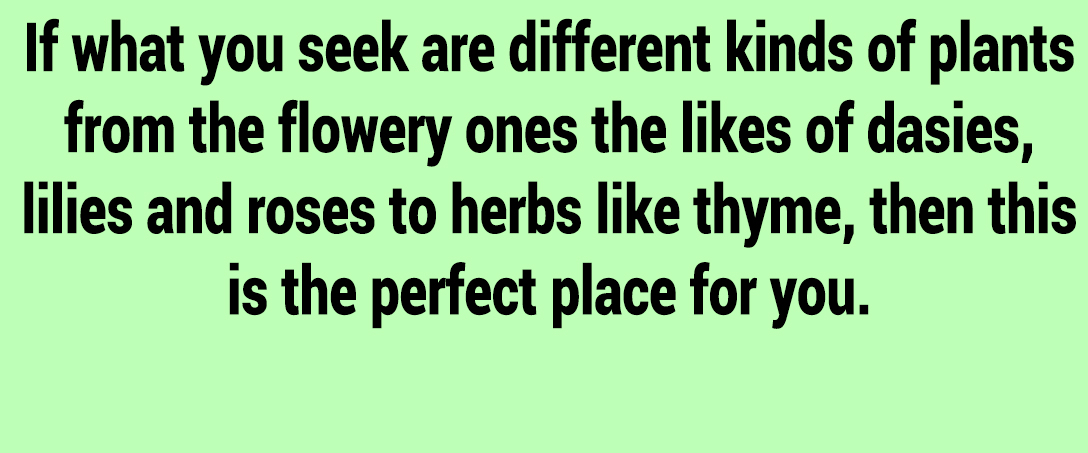 If what you seek are different kinds of plants
from the flowery ones the likes of dasies,
lilies and roses to herbs like thyme, then this
is the perfect place for you.